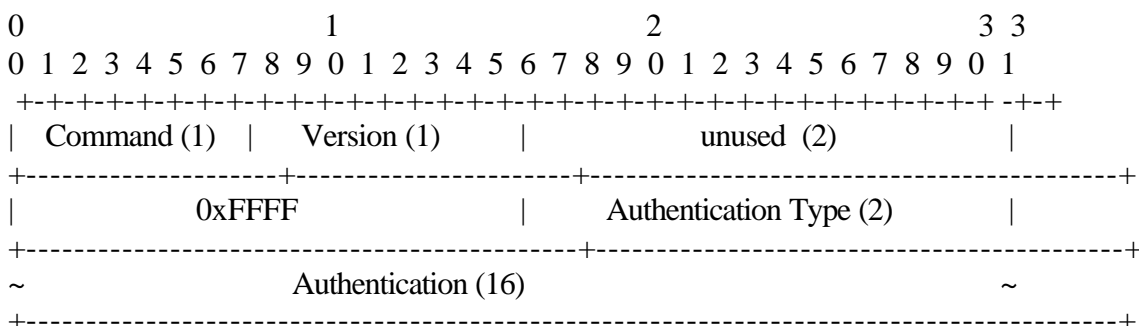 0 1 2 3 3
0 1 2 3 4 5 6 7 8 9 0 1 2 3 4 5 6 7 8 9 0 1 2 3 4 5 6 7 8 9 0 1
+-+-+-+-+-+-+-+-+-+-+-+-+-+-+-+-+-+-+-+-+-+-+-+-+-+-+-+-+-+-+-+ -+-+
| Command (1) | Version (1) | unused (2) |
+-----------------------+------------------------+-----------------------------------------------+
| 0xFFFF | Authentication Type (2) |
+-------------------------------------------------+-----------------------------------------------+
~ Authentication (16) ~
+-------------------------------------------------------------------------------------------------+